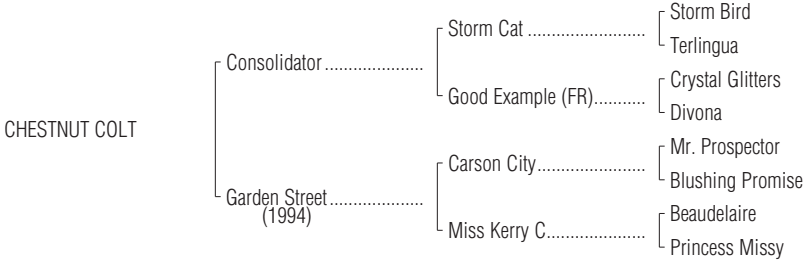 Storm Bird
Storm Cat ........................
Terlingua
Consolidator ....................
Crystal Glitters
Good Example (FR)...........
Divona
CHESTNUT COLT
Mr. Prospector
Carson City......................
Blushing Promise
Garden Street ...................
(1994)
Beaudelaire
Miss Kerry C....................
Princess Missy